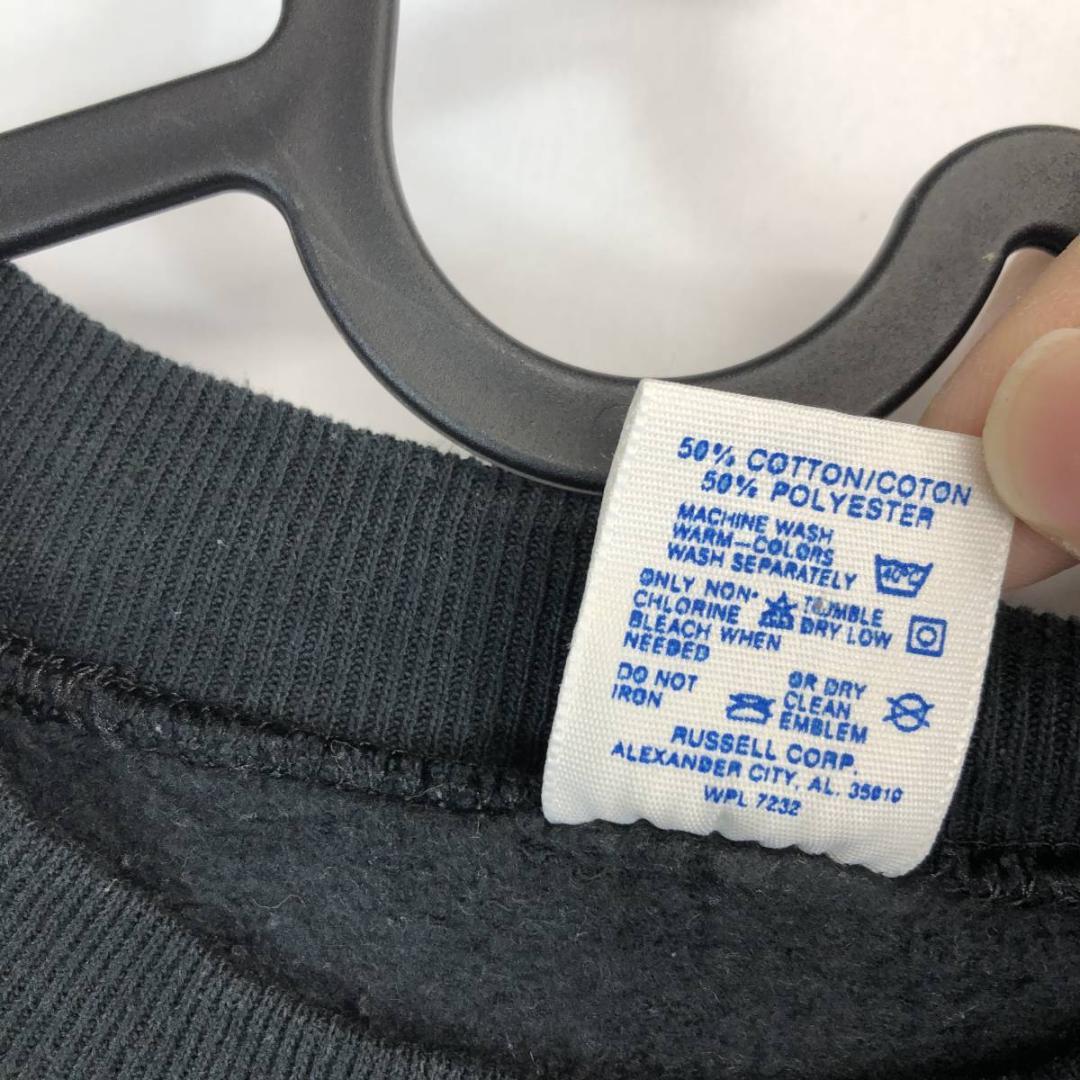 50% COTTON/COTON
50% POLYESTER
MACHINE WASH
WARM-COLORS
WASH SEPARATELY
40°C
ONLY NON-
CHLORINE
BLEACH WHEN
NEEDED
TUMBLE
DRY LOW
DO NOT
IRON
OR DRY
CLEAN
EMBLEM
RUSSELL CORP.
ALEXANDER CITY, AL. 35010
WPL 7232